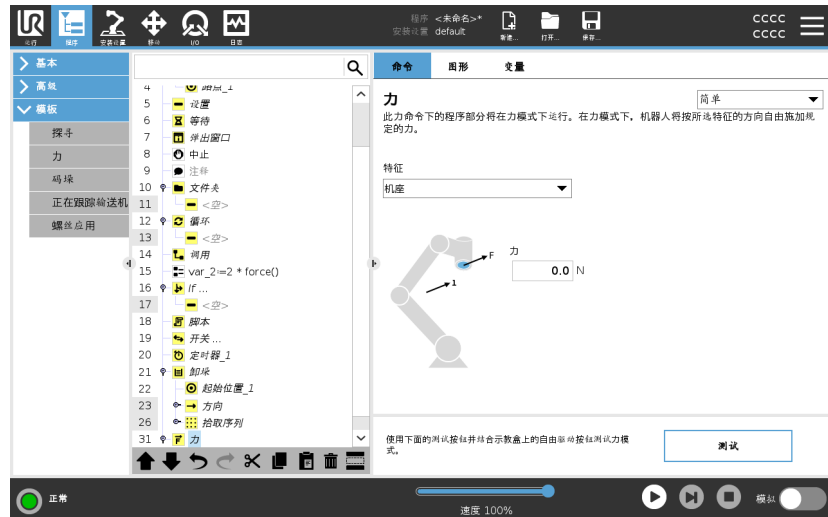 UR
程序 <未命名>*
安装设置 default
cccc
cccc
运行
程序
安装设置
移动
I/O
日志
新建...
打开...
保存...
基本
高级
模板
探寻
力
码垛
正在跟踪输送机
螺丝应用
4 路点_1
5 设置
6 等待
7 弹出窗口
8 中止
9 注释
10 文件夹
11 <空>
12 循环
13 <空>
14 调用
15 var_2≔2 * force()
16 If ...
17 <空>
18 脚本
19 开关 ...
20 定时器_1
21 卸垛
22 起始位置_1
23 方向
26 拾取序列
31 力
命令 图形 变量
力
简单
此力命令下的程序部分将在力模式下运行。在力模式下，机器人将按所选特征的方向自由施加规
定的力。
特征
机座
F
1
力
0.0 N
使用下面的测试按钮并结合示教盒上的自由驱动按钮测试力模
式。
测试
正常
速度 100%
模拟